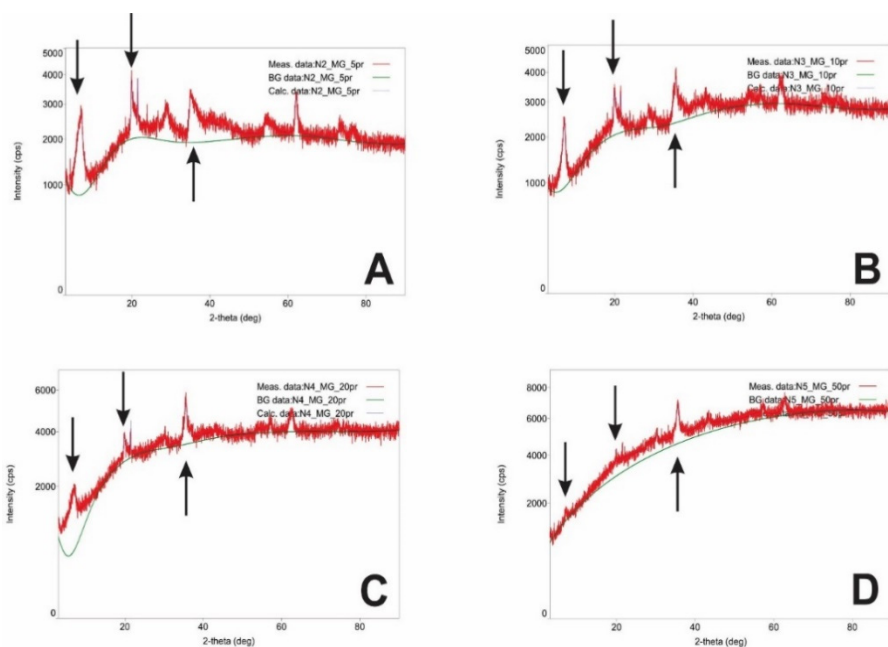 5000
4000
3000
2000
1000
0
Intensity (cps)
Meas. data:N2_MG_5pr
BG data:N2_MG_5pr
Calc. data:N2_MG_5pr
A
20
40
60
80
2-theta (deg)
5000
4000
3000
2000
1000
0
Intensity (cps)
Meas. data:N3_MG_10pr
BG data:N3_MG_10pr
Calc. data:N3_MG_10pr
B
20
40
60
80
2-theta (deg)
6000
4000
2000
0
Intensity (cps)
Meas. data:N4_MG_20pr
BG data:N4_MG_20pr
Calc. data:N4_MG_20pr
C
20
40
60
80
2-theta (deg)
8000
6000
4000
2000
0
Intensity (cps)
Meas. data:N5_MG_50pr
BG data:N5_MG_50pr
D
20
40
60
80
2-theta (deg)